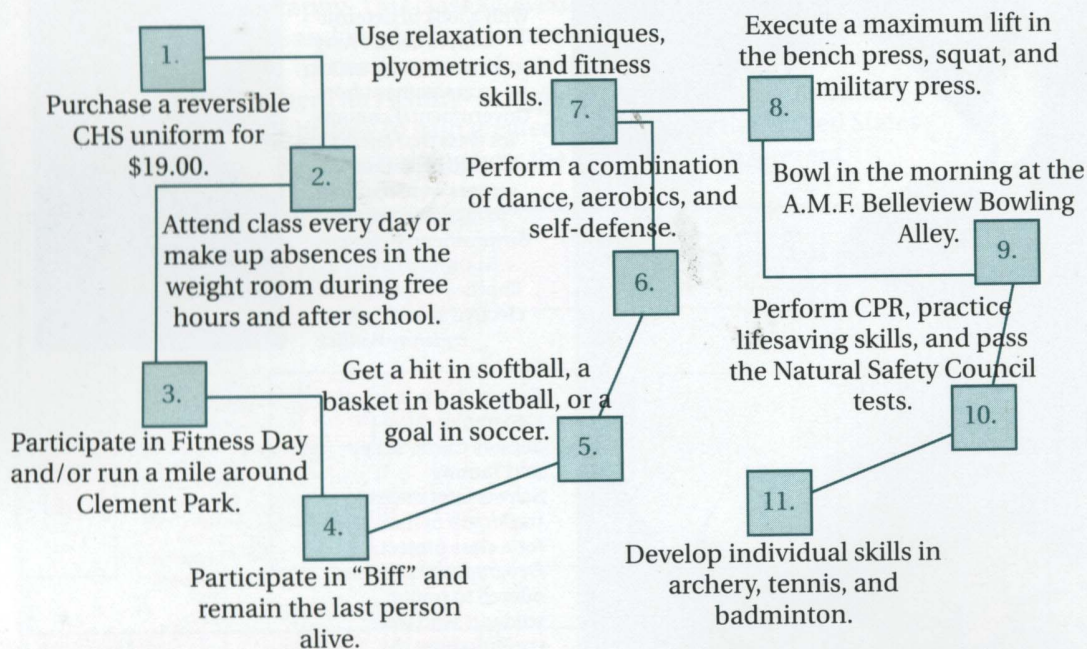 1.
Purchase a reversible
CHS uniform for
$19.00.
2.
Attend class every day or
make up absences in the
weight room during free
hours and after school.
3.
Participate in Fitness Day
and/or run a mile around
Clement Park.
4.
Participate in “Biff” and
remain the last person
alive.
5.
Get a hit in softball, a
basket in basketball, or a
goal in soccer.
6.
Perform a combination
of dance, aerobics, and
self-defense.
7.
Use relaxation techniques,
plyometrics, and fitness
skills.
8.
Execute a maximum lift in
the bench press, squat, and
military press.
9.
Bowl in the morning at the
A.M.F. Belleview Bowling
Alley.
10.
Perform CPR, practice
lifesaving skills, and pass
the Natural Safety Council
tests.
11.
Develop individual skills in
archery, tennis, and
badminton.